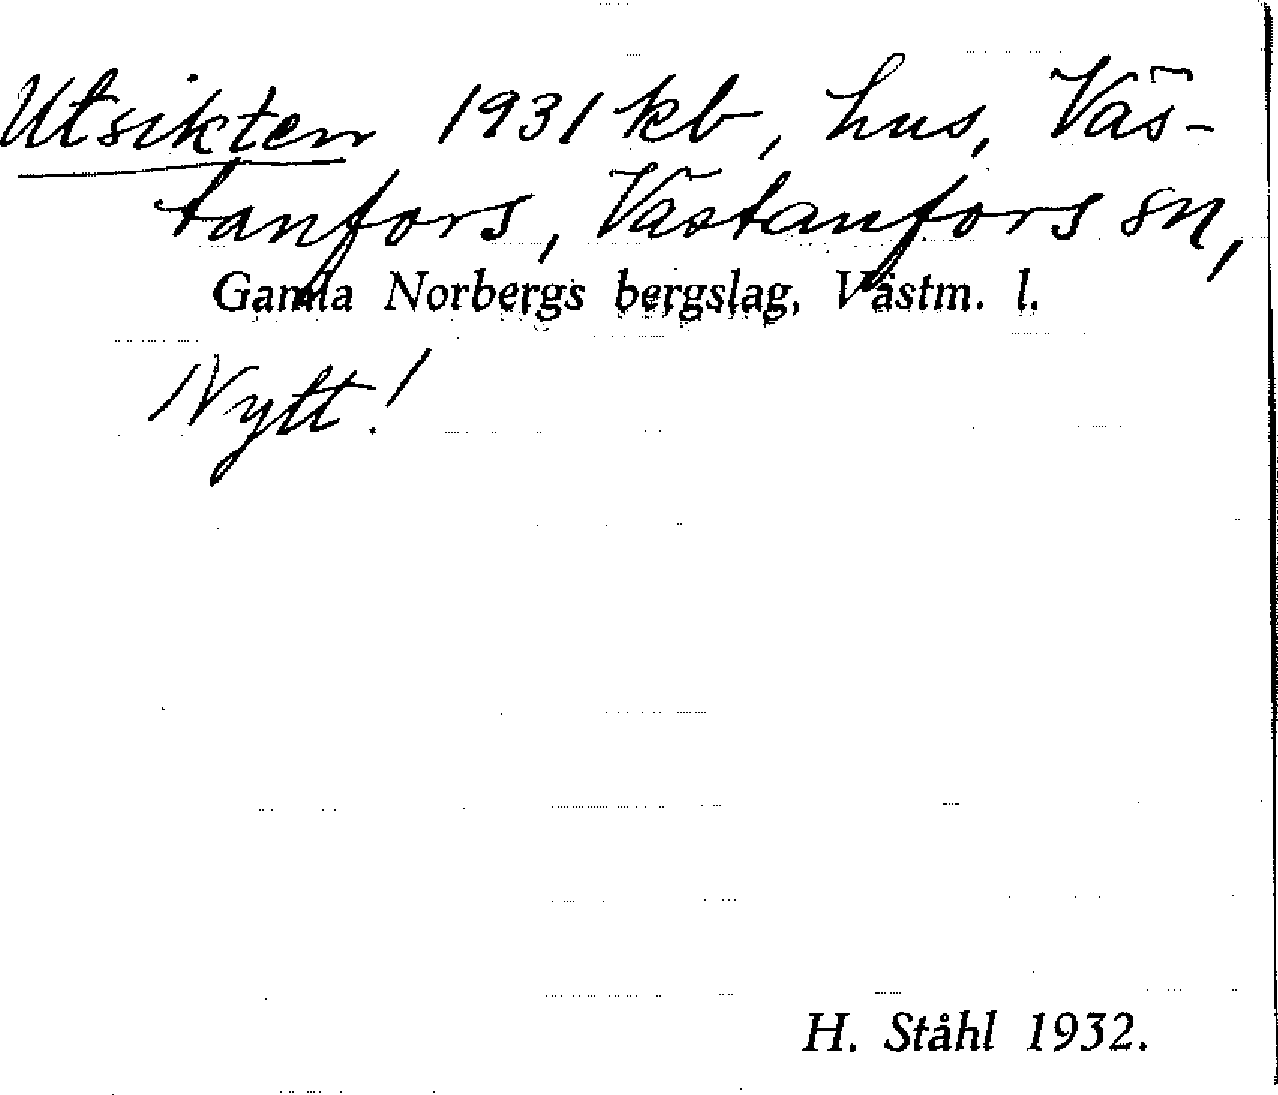 Utsikten 1931 kb, hus, Väs-
tanfors, Västanfors sn,
Gamla Norbergs bergslag, Västm. l.
Nytt!
H. Ståhl 1932.